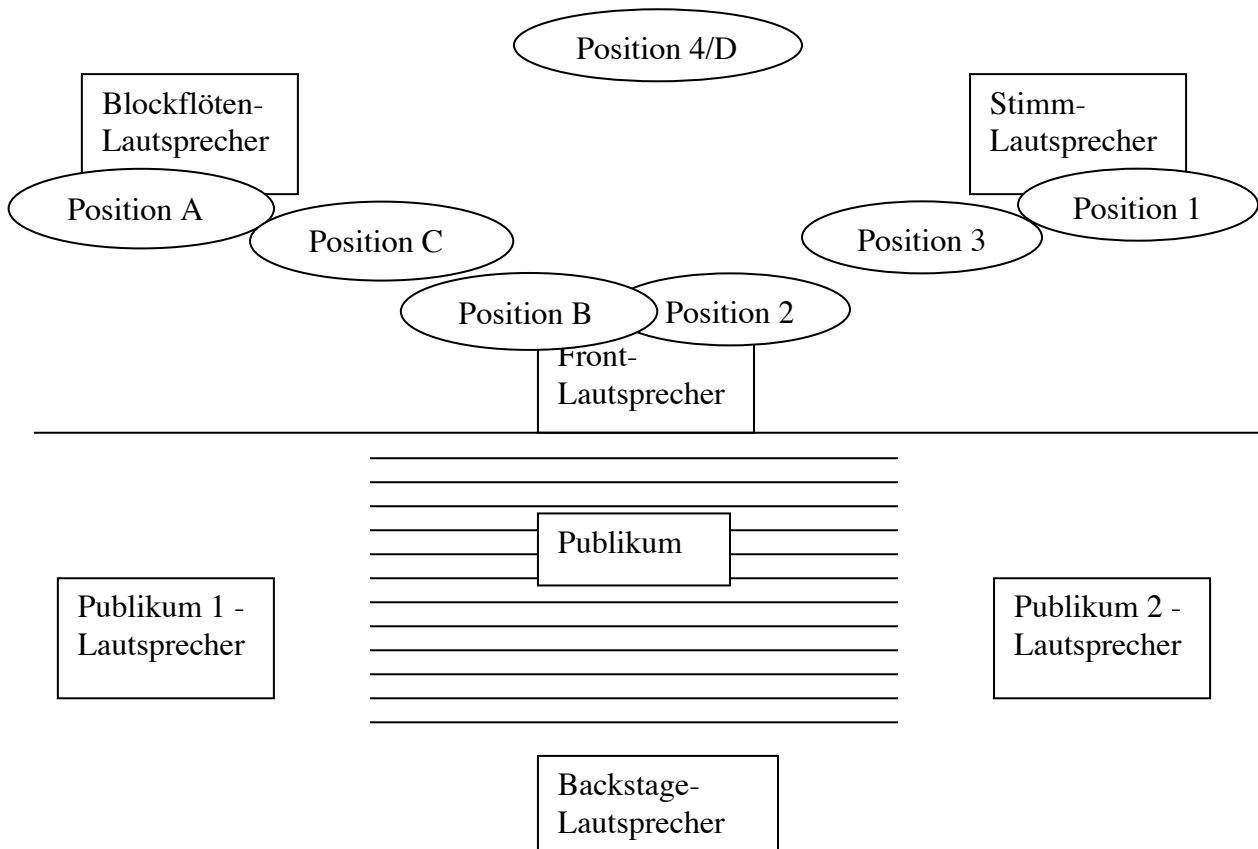 Position 4/D
Blockflöten-
Lautsprecher
Stimm-
Lautsprecher
Position A
Position 1
Position C
Position 3
Position B
Position 2
Front-
Lautsprecher
Publikum
Publikum 1 -
Lautsprecher
Publikum 2 -
Lautsprecher
Backstage-
Lautsprecher